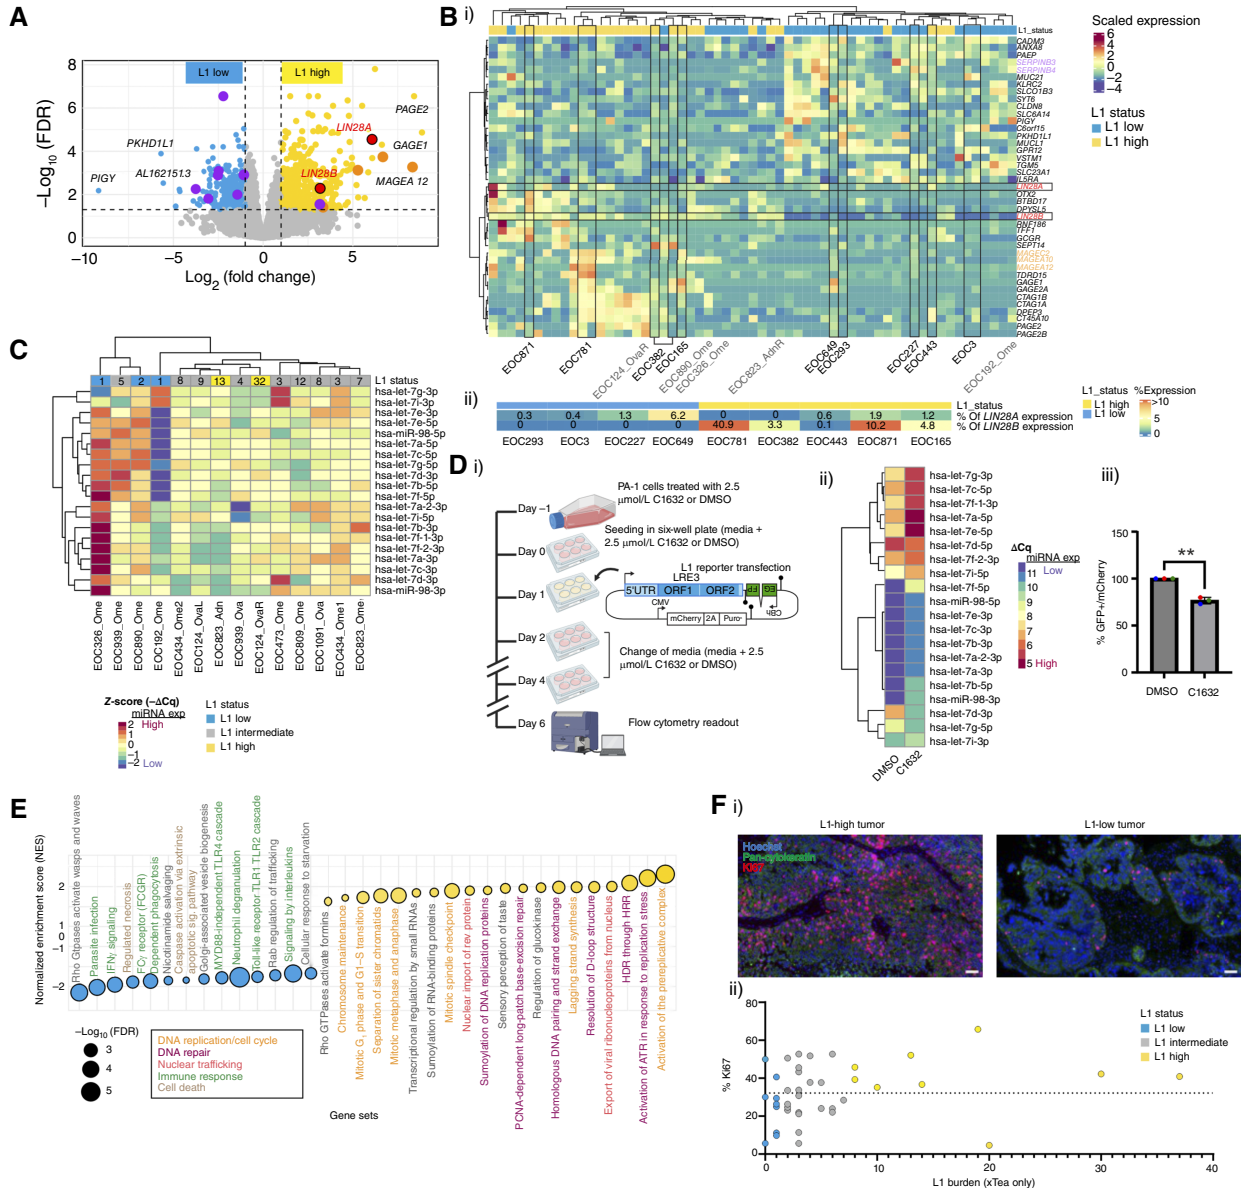 A
L1 low
L1 high
8
6
4
2
0
−Log10 (FDR)
PAGE2
LIN28A
GAGE1
PKHD1L1
AL1621513
LIN28B
MAGEA 12
PIGY
−10
−5
0
5
10
Log2 (fold change)
B i)
L1_status
CADM3
ANXA8
PAEP
SERPINB3
SERPINB4
MUC21
KLRC2
SLCO1B3
SYT6
CLDN8
SLC6A14
PIGY
C6orf15
PKHD1L1
MUCL1
GPR12
VSTM1
TGM5
SLC23A1
IL5RA
LIN28A
OTX2
BTBD17
DPYSL5
LIN28B
RNF186
TFF1
GCGR
SEPT14
MAGEC2
MAGEA10
MAGEA12
TDRD15
GAGE1
GAGE2A
CTAG1B
CTAG1A
DPEP3
CT45A10
PAGE2
PAGE2B
EOC871
EOC781
EOC124_OvaR
EOC382
EOC165
EOC890_Ome
EOC326_Ome
EOC823_AdnR
EOC649
EOC293
EOC227
EOC443
EOC3
EOC192_Ome
Scaled expression
6
4
2
0
−2
−4
L1 status
L1 low
L1 high
ii)
L1_status
0.3 0.4 1.3 6.2 0 0 0.6 1.9 1.2 % Of LIN28A expression
0 0 0 0 40.9 3.3 0.1 10.2 4.8 % Of LIN28B expression
EOC293 EOC3 EOC227 EOC649 EOC781 EOC382 EOC443 EOC871 EOC165
L1_status
L1 high
L1 low
%Expression
>10
8
6
4
2
0
C
1 5 2 1 8 9 13 4 32 3 12 8 3 7 L1 status
hsa-let-7g-3p
hsa-let-7i-3p
hsa-let-7e-3p
hsa-let-7e-5p
hsa-miR-98-5p
hsa-let-7a-5p
hsa-let-7c-5p
hsa-let-7g-5p
hsa-let-7d-3p
hsa-let-7b-5p
hsa-let-7f-5p
hsa-let-7a-2-3p
hsa-let-7i-5p
hsa-let-7b-3p
hsa-let-7f-1-3p
hsa-let-7f-2-3p
hsa-let-7a-3p
hsa-let-7c-3p
hsa-let-7d-3p
hsa-miR-98-3p
EOC326_Ome
EOC939_Ome
EOC890_Ome
EOC192_Ome
EOC434_Ome2
EOC124_OvaL
EOC823_Adn
EOC939_Ova
EOC124_OvaR
EOC473_Ome
EOC809_Ome
EOC1091_Ova
EOC434_Ome1
EOC823_Ome
Z-score (−ΔCq)
miRNA exp
2
1
0
−1
−2
High
Low
L1 status
L1 low
L1 intermediate
L1 high
D i)
Day −1
Day 0
Day 1
Day 2
Day 4
Day 6
PA-1 cells treated with 2.5
μmol/L C1632 or DMSO
Seeding in six-well plate (media +
2.5 μmol/L C1632 or DMSO)
L1 reporter transfection
LRE3
5'UTR ORF1 ORF2
CMV
mCherry 2A Puro
Change of media (media + 2.5
μmol/L C1632 or DMSO)
Flow cytometry readout
ii)
hsa-let-7g-3p
hsa-let-7c-5p
hsa-let-7f-1-3p
hsa-let-7a-5p
hsa-let-7e-5p
hsa-let-7d-5p
hsa-let-7f-2-3p
hsa-let-7i-5p
hsa-let-7f-5p
hsa-miR-98-5p
hsa-let-7e-3p
hsa-let-7c-3p
hsa-let-7b-3p
hsa-let-7a-2-3p
hsa-let-7a-3p
hsa-let-7b-5p
hsa-miR-98-3p
hsa-let-7d-3p
hsa-let-7g-5p
hsa-let-7i-3p
DMSO
C1632
ΔCq
miRNA exp
11
10
9
8
7
6
5
Low
High
iii)
150
100
50
0
% GFP+/mCherry
**
DMSO
C1632
E
Normalized enrichment score (NES)
2
1
0
−1
−2
Rho Gtpases activate wasps and waves
Parasite infection
IFNγ signaling
Regulated necrosis
FCγ receptor (FCGR)
Dependent phagocytosis
Nicotinamide salvaging
Caspase activation via extrinsic
apoptotic sig. pathway
Golgi-associated vesicle biogenesis
MYD88-independent TLR4 cascade
Neutrophil degranulation
Toll-like receptor TLR1 TLR2 cascade
Rab regulation of trafficking
Signaling by interleukins
Cellular response to starvation
Rho GTPases activate formins
Chromosome maintenance
Mitotic G1 phase and G1–S transition
Separation of sister chromatids
Mitotic metaphase and anaphase
Transcriptional regulation by small RNAs
Sumoylation of RNA-binding proteins
Mitotic spindle checkpoint
Nuclear import of rev protein
Sumoylation of DNA replication proteins
Sensory perception of taste
PCNA-dependent long-patch base-excision repair
Regulation of glucokinase
Homologous DNA pairing and strand exchange
Lagging strand synthesis
Resolution of D-loop structure
Export of viral ribonucleoproteins from nucleus
HDR through HRR
Activation of ATR in response to replication stress
Activation of the prereplicative complex
−Log10 (FDR)
3
4
5
DNA replication/cell cycle
DNA repair
Nuclear trafficking
Immune response
Cell death
Gene sets
F i)
L1-high tumor
L1-low tumor
Hoechst
Pan-cytokeratin
Ki67
ii)
80
60
40
20
0
% Ki67
L1 status
L1 low
L1 intermediate
L1 high
0
10
20
30
40
L1 burden (xTea only)